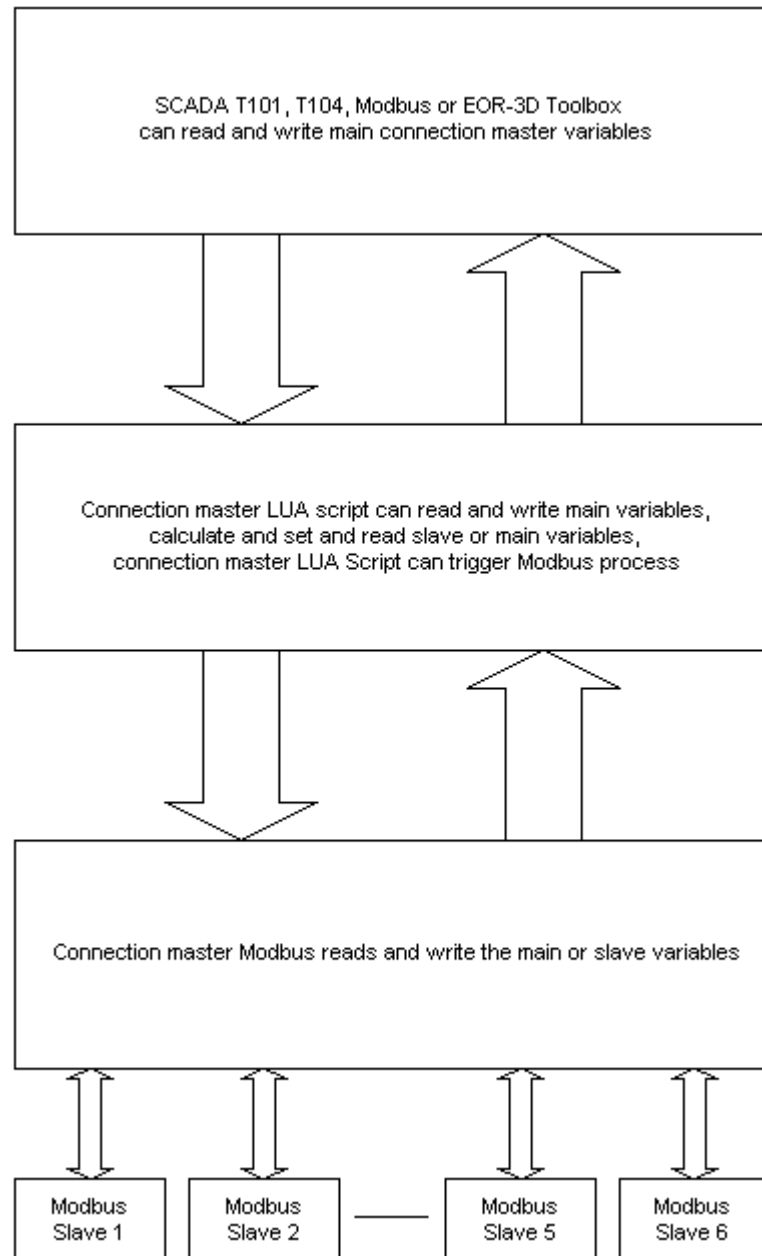 SCADA T101, T104, Modbus or EOR-3D Toolbox
can read and write main connection master variables
Connection master LUA script can read and write main variables,
calculate and set and read slave or main variables,
connection master LUA Script can trigger Modbus process
Connection master Modbus reads and write the main or slave variables
Modbus
Slave 1
Modbus
Slave 2
Modbus
Slave 5
Modbus
Slave 6